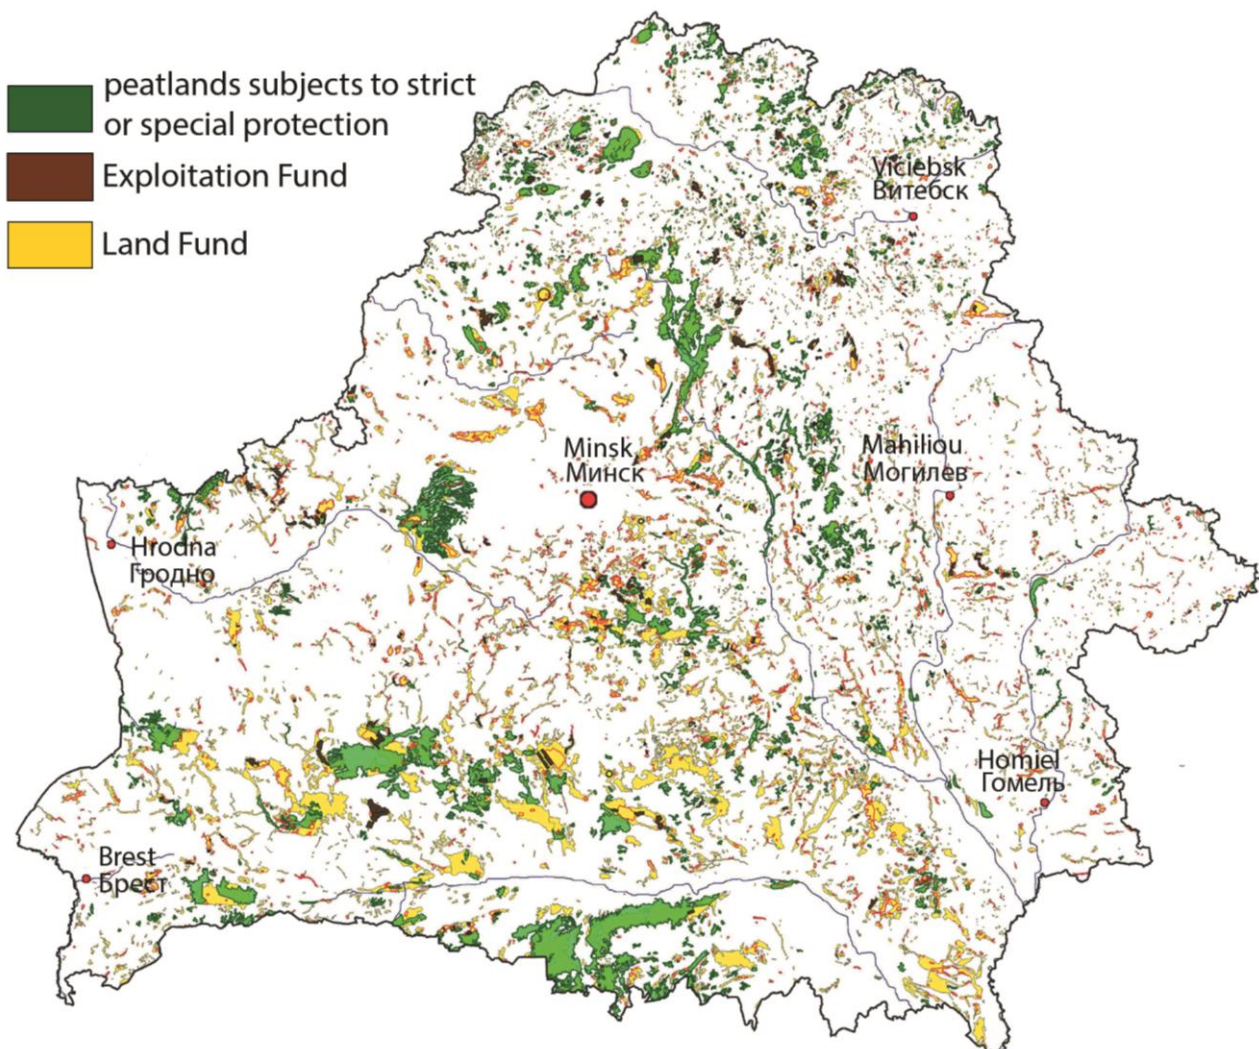 peatlands subjects to strict
or special protection
Exploitation Fund
Land Fund
Viciebsk
Витебск
Minsk
Минск
Mahiliou
Могилев
Hrodna
Гродно
Homiel
Гомель
Brest
Брест